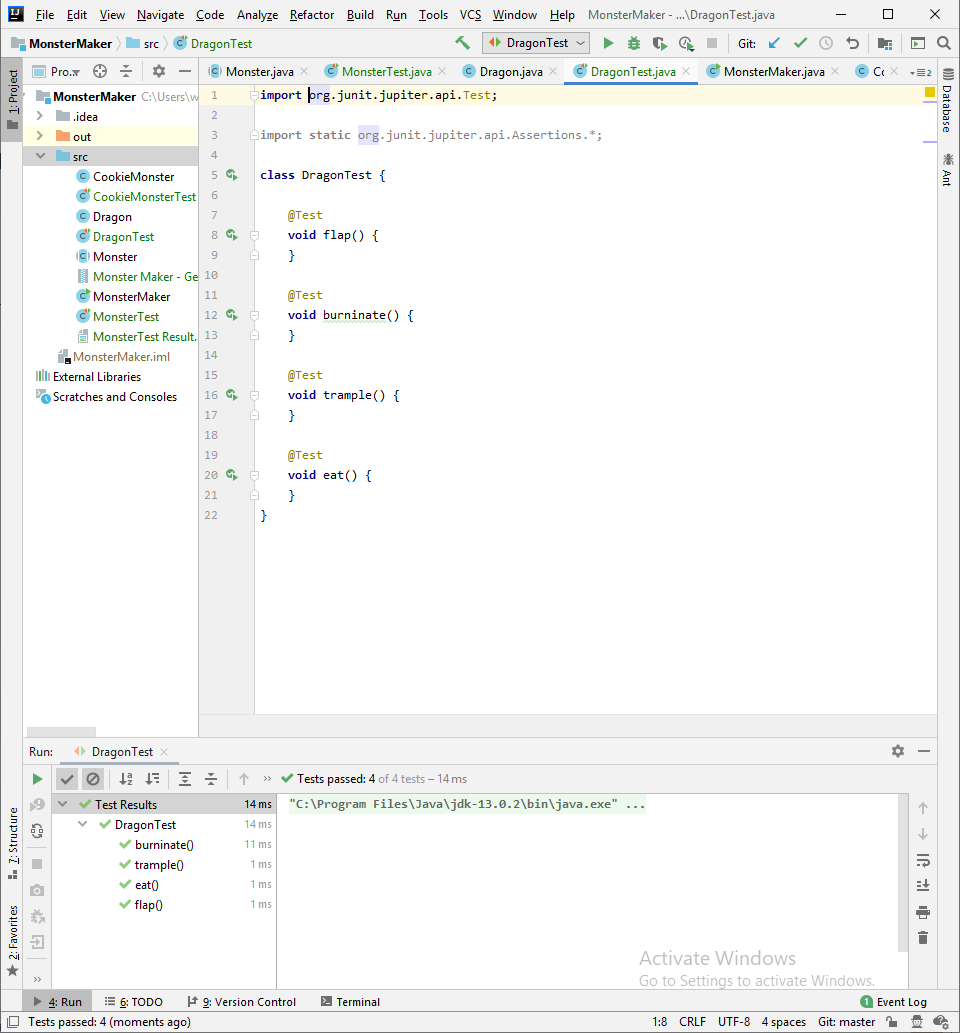 File Edit View Navigate Code Analyze Refactor Build Run Tools VCS Window Help MonsterMaker - ...\DragonTest.java
MonsterMaker src DragonTest DragonTest Git:
1: Project
Pro... Monster.java MonsterTest.java Dragon.java DragonTest.java MonsterMaker.java Co 2
MonsterMaker C:\Users\w
.idea
out
src
CookieMonster
CookieMonsterTest
Dragon
DragonTest
Monster
Monster Maker - Ge
MonsterMaker
MonsterTest
MonsterTest Result.
MonsterMaker.iml
External Libraries
Scratches and Consoles
1 import org.junit.jupiter.api.Test;
2
3 import static org.junit.jupiter.api.Assertions.*;
4
5 class DragonTest {
6
7 @Test
8 void flap() {
9 }
10
11 @Test
12 void burninate() {
13 }
14
15 @Test
16 void trample() {
17 }
18
19 @Test
20 void eat() {
21 }
22 }
Database
Ant
Run: DragonTest
Tests passed: 4 of 4 tests – 14 ms
Test Results 14 ms
DragonTest 14 ms
burninate() 11 ms
trample() 1 ms
eat() 1 ms
flap() 1 ms
"C:\Program Files\Java\jdk-13.0.2\bin\java.exe" ...
7: Structure
2: Favorites
Activate Windows
Go to Settings to activate Windows.
4: Run 6: TODO 9: Version Control Terminal 1 Event Log
Tests passed: 4 (moments ago) 1:8 CRLF UTF-8 4 spaces Git: master